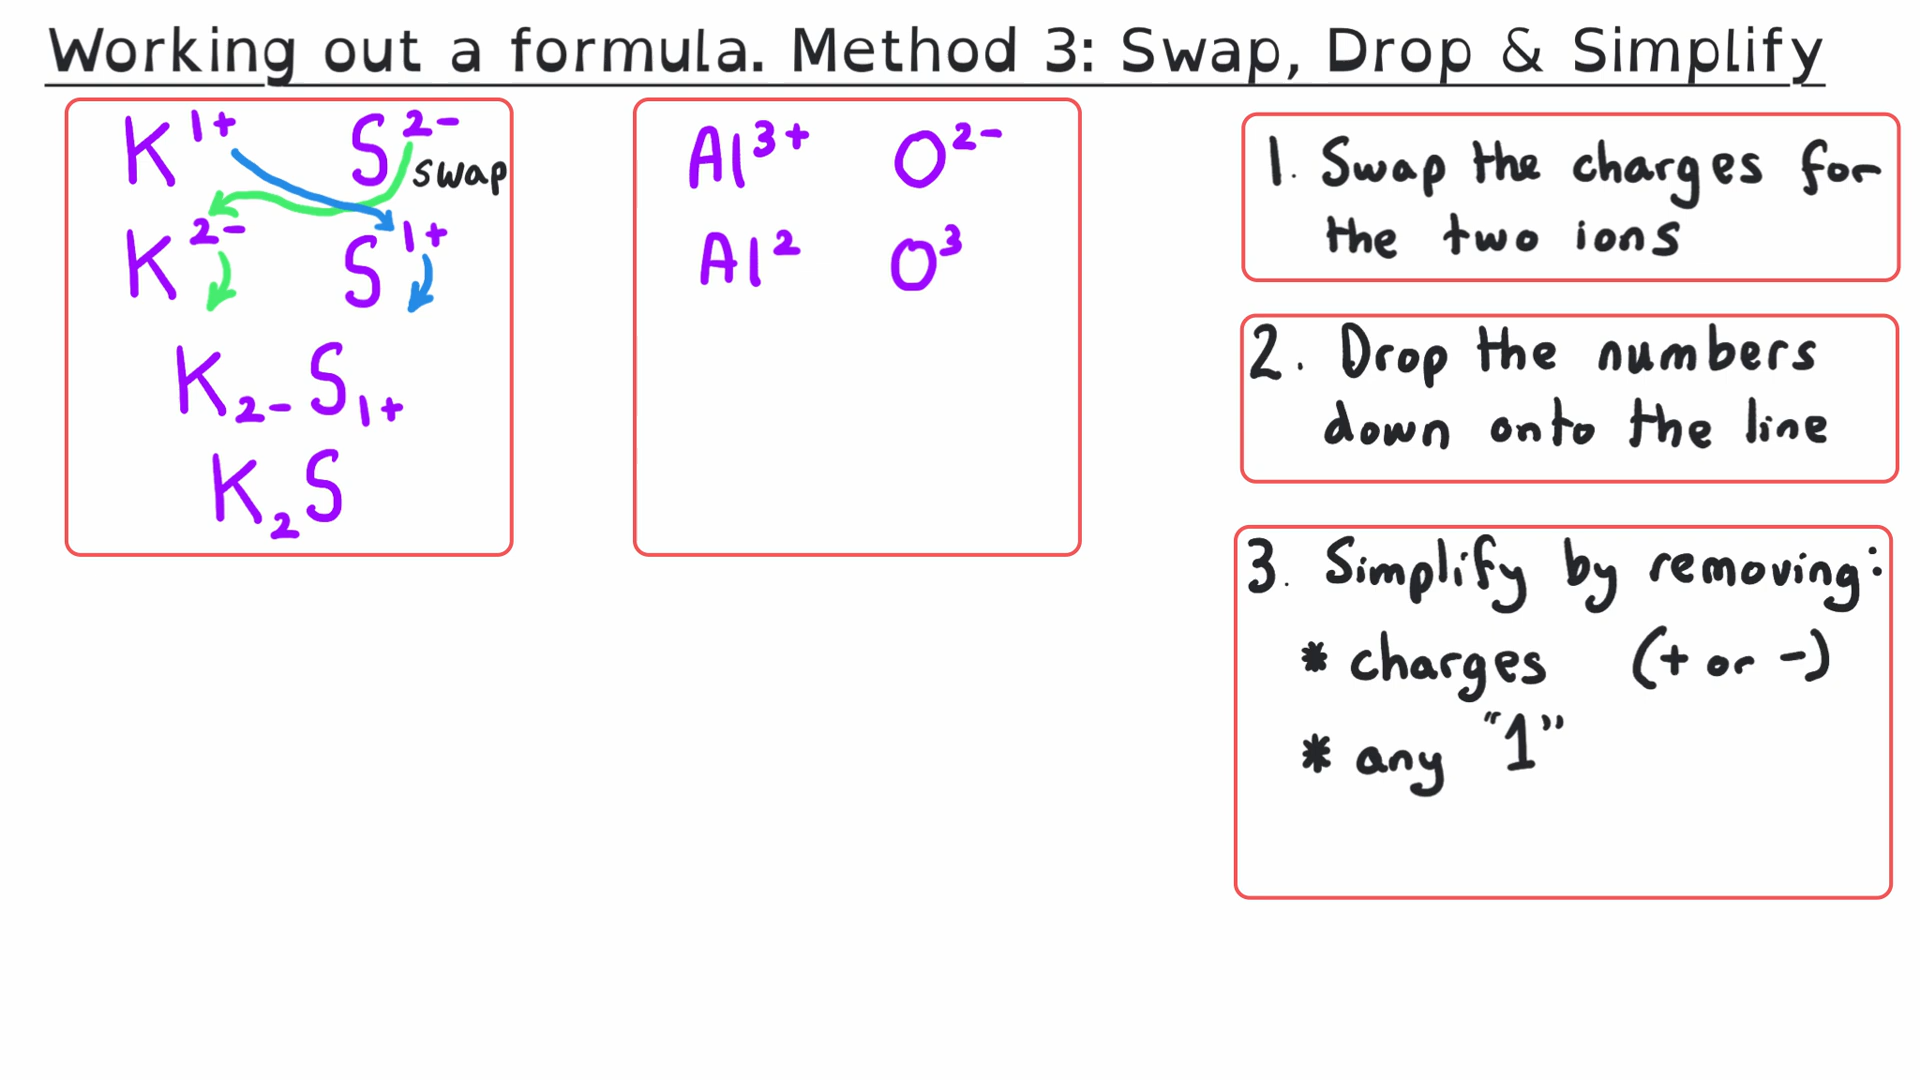 Working out a formula. Method 3: Swap, Drop & Simplify
K¹⁺ S²⁻
swap
K²⁻ S¹⁺
K₂₋ S₁₊
K₂S
Al³⁺ O²⁻
Al² O³
1. Swap the charges for
the two ions
2. Drop the numbers
down onto the line
3. Simplify by removing:
* charges (+ or -)
* any "1"